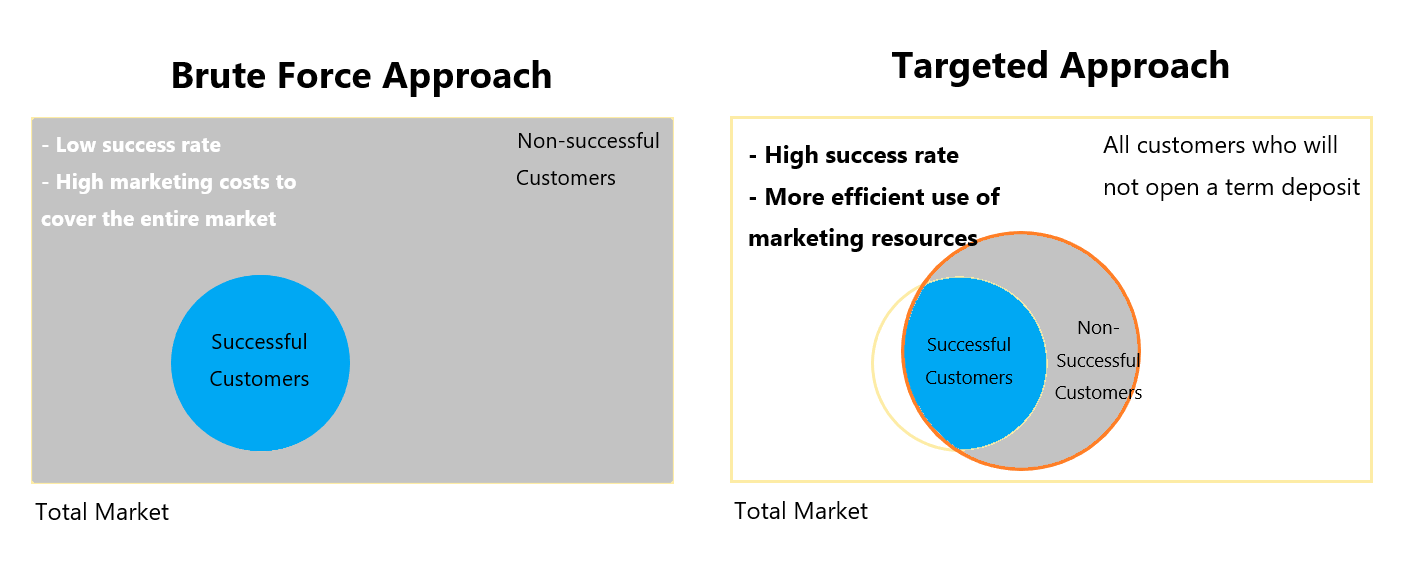 Brute Force Approach
- Low success rate
- High marketing costs to
cover the entire market
Non-successful
Customers
Successful
Customers
Total Market
Targeted Approach
- High success rate
- More efficient use of
marketing resources
All customers who will
not open a term deposit
Successful
Customers
Non-
Successful
Customers
Total Market